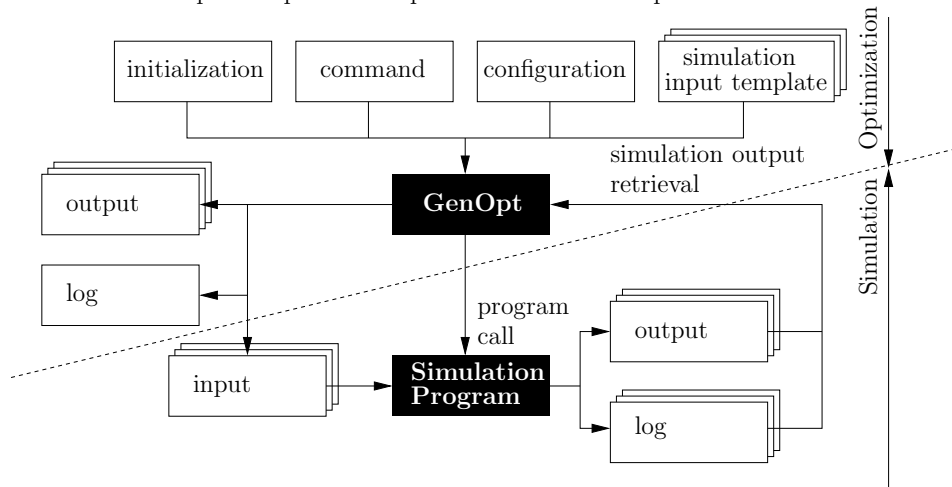 initialization
command
configuration
simulation
input template
Optimization
simulation output
retrieval
output
GenOpt
Simulation
log
program
call
output
input
Simulation
Program
log